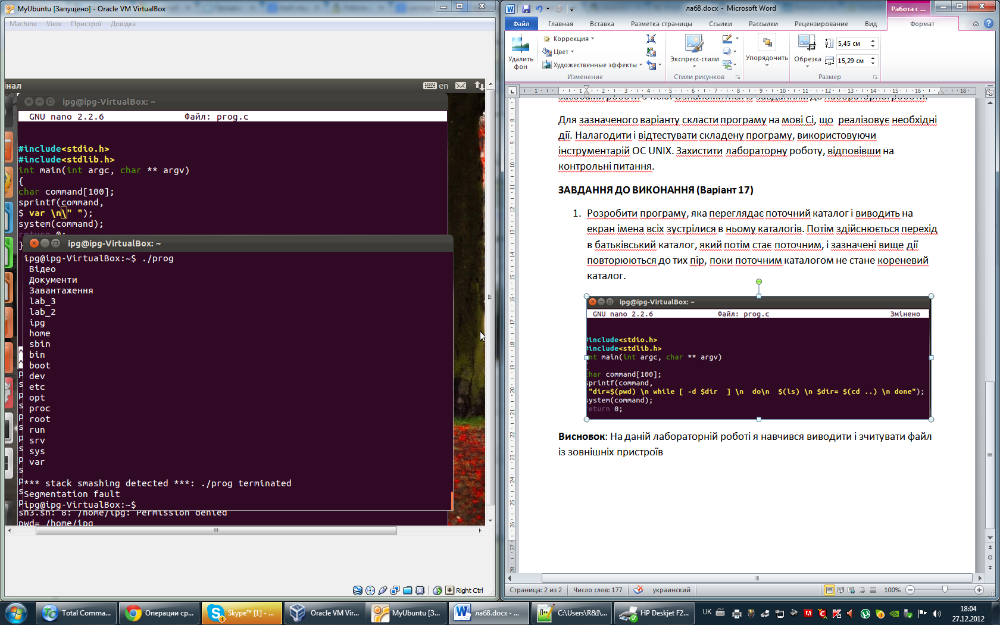 MyUbuntu [Запущено] - Oracle VM VirtualBox
Machine View Пристрої Довідка
інал
en
ipg@ipg-VirtualBox: ~
GNU nano 2.2.6 Файл: prog.c
#include<stdio.h>
#include<stdlib.h>
int main(int argc, char ** argv)
{
char command[100];
sprintf(command,
$ var \n\" ");
system(command);
return 0;
}
ipg@ipg-VirtualBox: ~
ipg@ipg-VirtualBox:~$ ./prog
Відео
Документи
Завантаження
lab_3
lab_2
ipg
home
sbin
bin
boot
dev
etc
opt
proc
root
run
srv
sys
var
*** stack smashing detected ***: ./prog terminated
Segmentation fault
ipg@ipg-VirtualBox:~$
sh3.sh: 8: /home/ipg: Permission denied
pwd= /home/ipg
Right Ctrl
лаб8.docx - Microsoft Word
Работа с ...
Файл Главная Вставка Разметка страницы Ссылки Рассылки Рецензирование Вид Формат
Удалить фон
Коррекция
Цвет
Художественные эффекты
Изменение
Экспресс-стили
Стили рисунков
Упорядочить
Обрезка
5,45 см
15,29 см
Размер
Для зазначеного варіанту скласти програму на мові Сі, що реалізовує необхідні
дії. Налагодити і відтестувати складену програму, використовуючи
інструментарій ОС UNIX. Захистити лабораторну роботу, відповівши на
контрольні питання.
ЗАВДАННЯ ДО ВИКОНАННЯ (Варіант 17)
1. Розробити програму, яка переглядає поточний каталог і виводить на
екран імена всіх зустрілися в ньому каталогів. Потім здійснюється перехід
в батьківський каталог, який потім стає поточним, і зазначені вище дії
повторюються до тих пір, поки поточним каталогом не стане кореневий
каталог.
ipg@ipg-VirtualBox: ~
GNU nano 2.2.6 Файл: prog.c Змінено
#include<stdio.h>
#include<stdlib.h>
int main(int argc, char ** argv)
char command[100];
sprintf(command,
"dir=$(pwd) \n while [ -d $dir ] \n do\n $(ls) \n $dir= $(cd ..) \n done");
system(command);
return 0;
Висновок: На даній лабораторній роботі я навчився виводити і зчитувати файл
із зовнішніх пристроїв
Страница: 2 из 2 Число слов: 177 украинский 100%
Total Comma...
Операции ср...
Skype™ [1] - ...
Oracle VM Vir...
MyUbuntu [З...
лаб8.docx - ...
C:\Users\R&I\...
HP Deskjet F2...
UK
18:04
27.12.2012